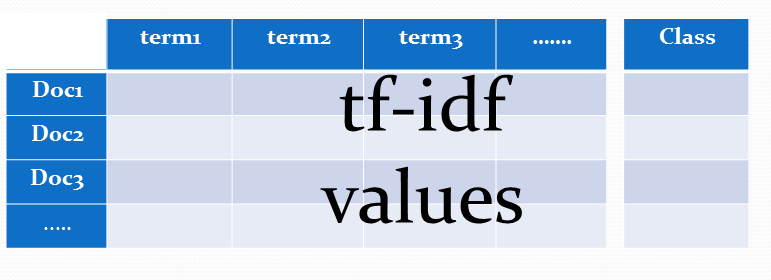 term1 term2 term3 ....... Class
Doc1
Doc2
Doc3
.....
tf-idf
values